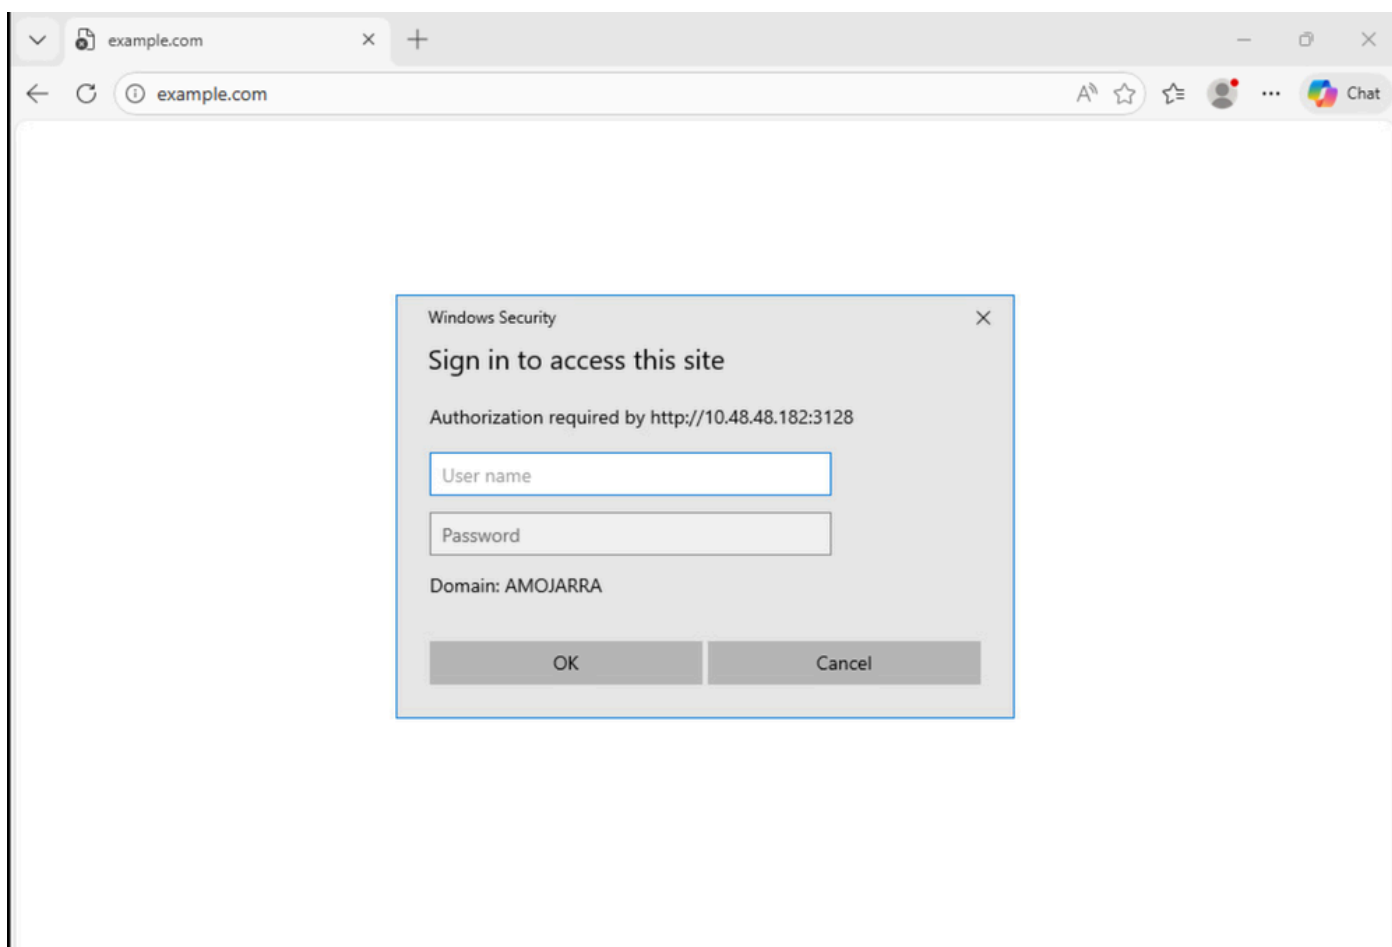 example.com
example.com
Chat
Windows Security
Sign in to access this site
Authorization required by http://10.48.48.182:3128
User name
Password
Domain: AMOJARRA
OK Cancel